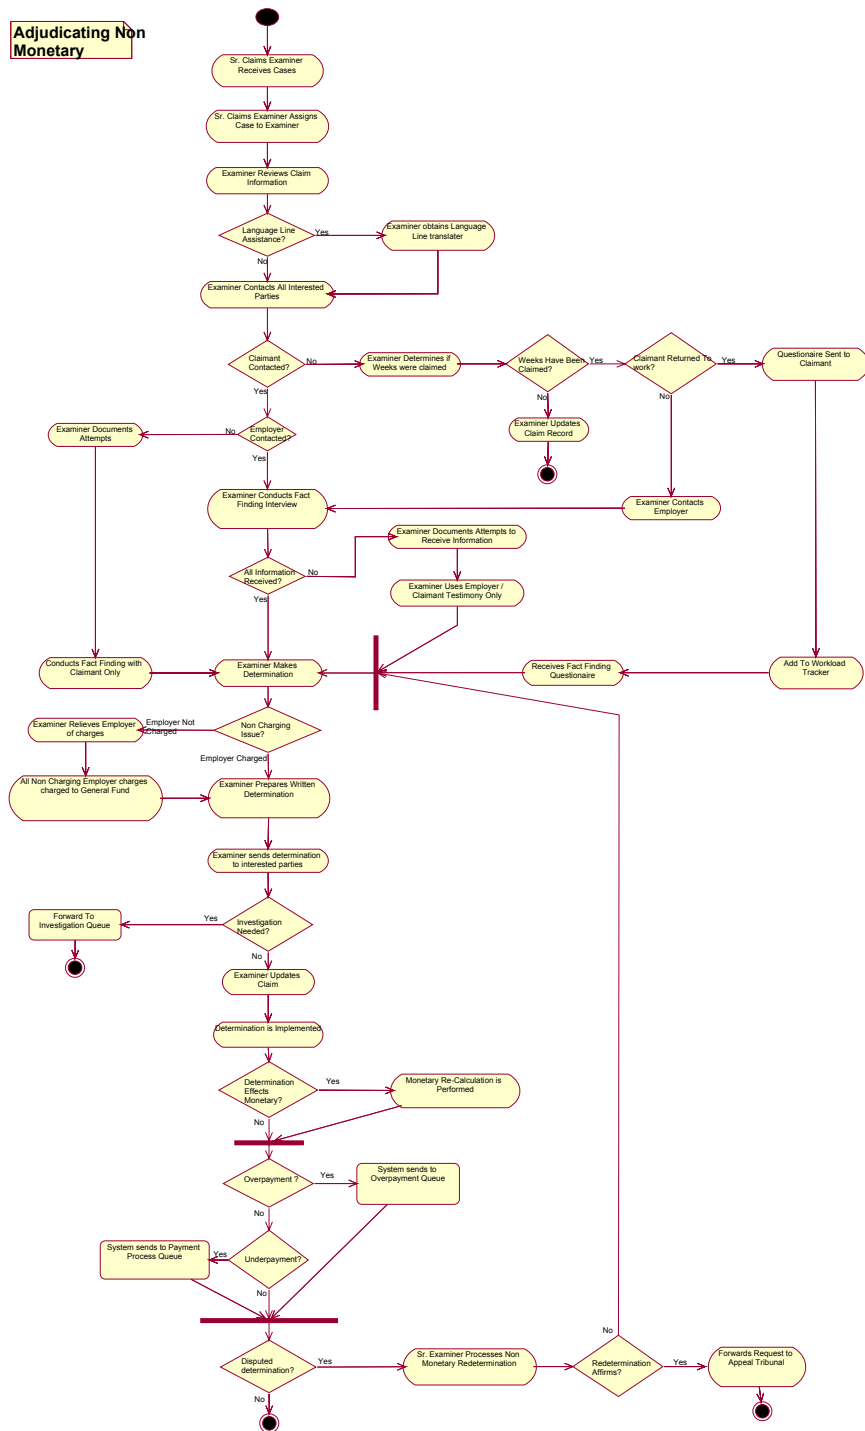 Adjudicating Non
Monetary
Sr. Claims Examiner
Receives Cases
Sr. Claims Examiner Assigns
Case to Examiner
Examiner Reviews Claim
Information
Language Line
Assistance?
Yes
Examiner obtains Language
Line translater
No
Examiner Contacts All Interested
Parties
Claimant
Contacted?
No
Examiner Determines if
Weeks were claimed
Weeks Have Been
Claimed?
Yes
Claimant Returned To
work?
Yes
Questionaire Sent to
Claimant
Yes
No
No
Examiner Updates
Claim Record
Examiner Documents
Attempts
No
Employer
Contacted?
Yes
Examiner Conducts Fact
Finding Interview
Examiner Contacts
Employer
Examiner Documents Attempts to
Receive Information
All Information
Received?
No
Yes
Examiner Uses Employer /
Claimant Testimony Only
Conducts Fact Finding with
Claimant Only
Examiner Makes
Determination
Receives Fact Finding
Questionaire
Add To Workload
Tracker
Examiner Relieves Employer
of charges
Employer Not
Charged
Non Charging
Issue?
Employer Charged
All Non Charging Employer charges
charged to General Fund
Examiner Prepares Written
Determination
Examiner sends determination
to interested parties
Forward To
Investigation Queue
Yes
Investigation
Needed?
No
Examiner Updates
Claim
Determination is Implemented
Determination
Effects
Monetary?
Yes
Monetary Re-Calculation is
Performed
No
Overpayment ?
Yes
System sends to
Overpayment Queue
No
System sends to Payment
Process Queue
Yes
Underpayment?
No
Disputed
determination?
Yes
Sr. Examiner Processes Non
Monetary Redetermination
No
Redetermination
Affirms?
Yes
Forwards Request to
Appeal Tribunal
No